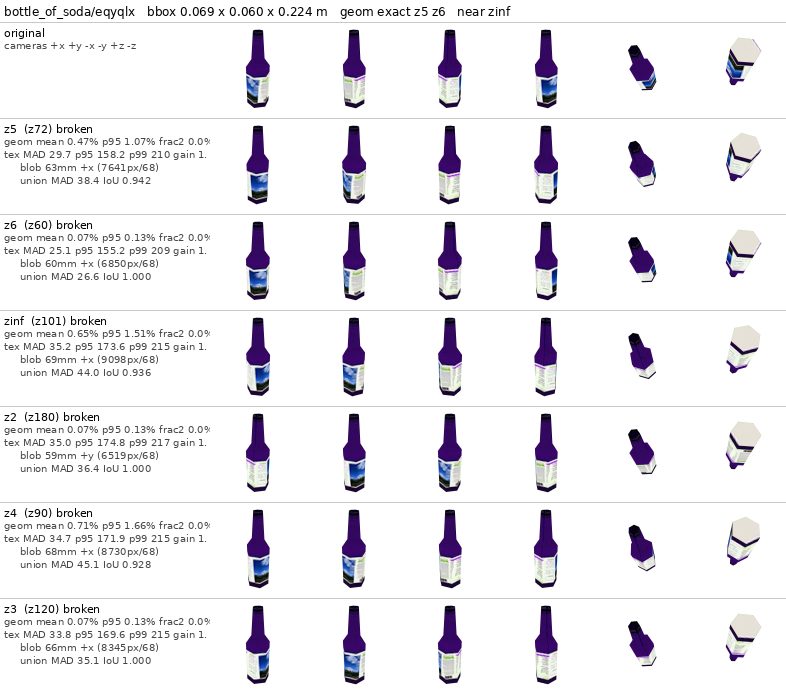 bottle_of_soda/eqyqlx   bbox 0.069 x 0.060 x 0.224 m   geom exact z5 z6   near zinf
original
cameras +x +y -x -y +z -z
z5  (z72) broken
geom mean 0.47% p95 1.07% frac2 0.0%
tex MAD 29.7 p95 158.2 p99 210 gain 1.
blob 63mm +x (7641px/68)
union MAD 38.4 IoU 0.942
z6  (z60) broken
geom mean 0.07% p95 0.13% frac2 0.0%
tex MAD 25.1 p95 155.2 p99 209 gain 1.
blob 60mm +x (6850px/68)
union MAD 26.6 IoU 1.000
zinf  (z101) broken
geom mean 0.65% p95 1.51% frac2 0.0%
tex MAD 35.2 p95 173.6 p99 215 gain 1.
blob 69mm +x (9098px/68)
union MAD 44.0 IoU 0.936
z2  (z180) broken
geom mean 0.07% p95 0.13% frac2 0.0%
tex MAD 35.0 p95 174.8 p99 217 gain 1.
blob 59mm +y (6519px/68)
union MAD 36.4 IoU 1.000
z4  (z90) broken
geom mean 0.71% p95 1.66% frac2 0.0%
tex MAD 34.7 p95 171.9 p99 215 gain 1.
blob 68mm +x (8730px/68)
union MAD 45.1 IoU 0.928
z3  (z120) broken
geom mean 0.07% p95 0.13% frac2 0.0%
tex MAD 33.8 p95 169.6 p99 215 gain 1.
blob 66mm +x (8345px/68)
union MAD 35.1 IoU 1.000